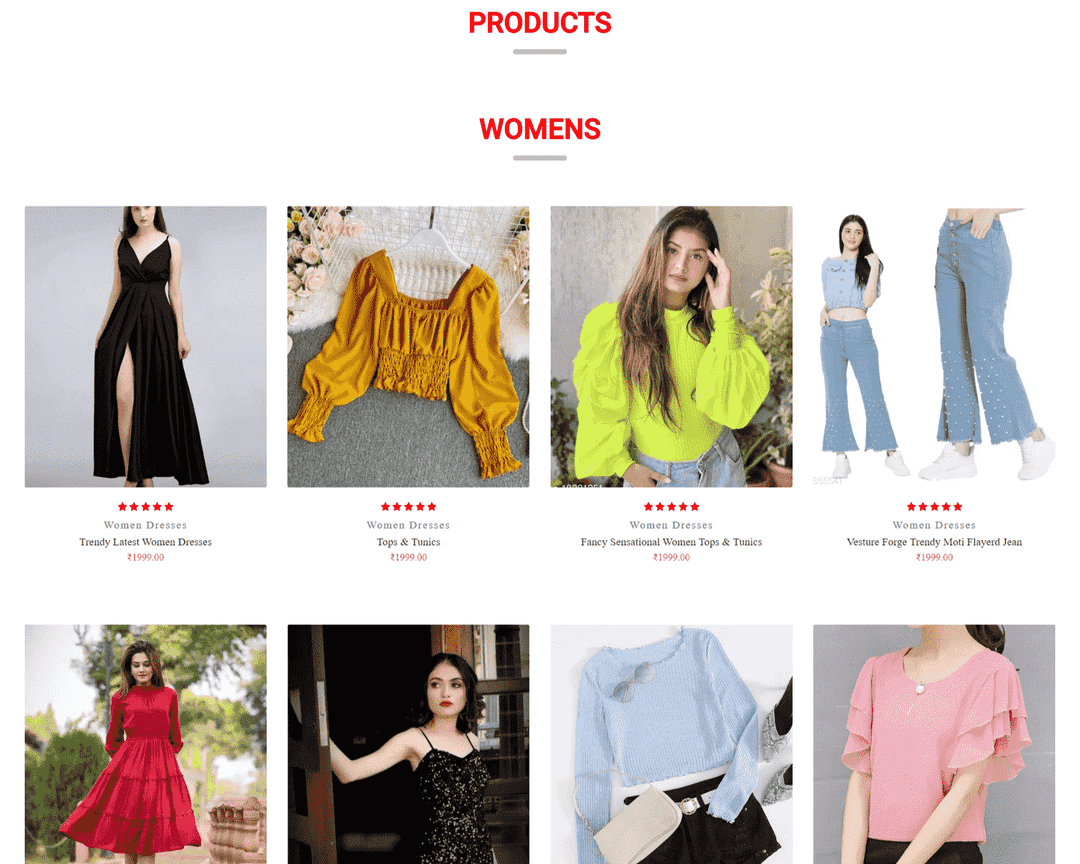 PRODUCTS
WOMENS
Women Dresses
Trendy Latest Women Dresses
₹1999.00
Women Dresses
Tops & Tunics
₹1999.00
Women Dresses
Fancy Sensational Women Tops & Tunics
₹1999.00
Women Dresses
Vesture Forge Trendy Moti Flayerd Jean
₹1999.00